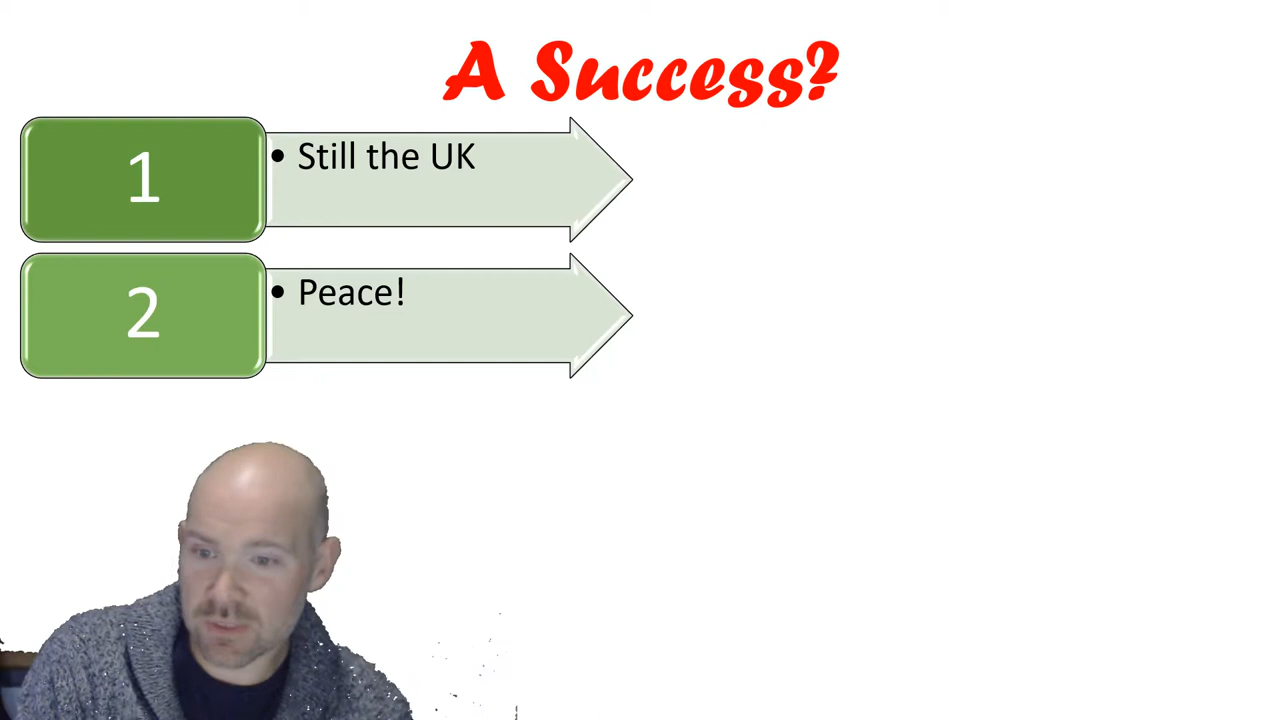 A Success?
1
• Still the UK
2
• Peace!